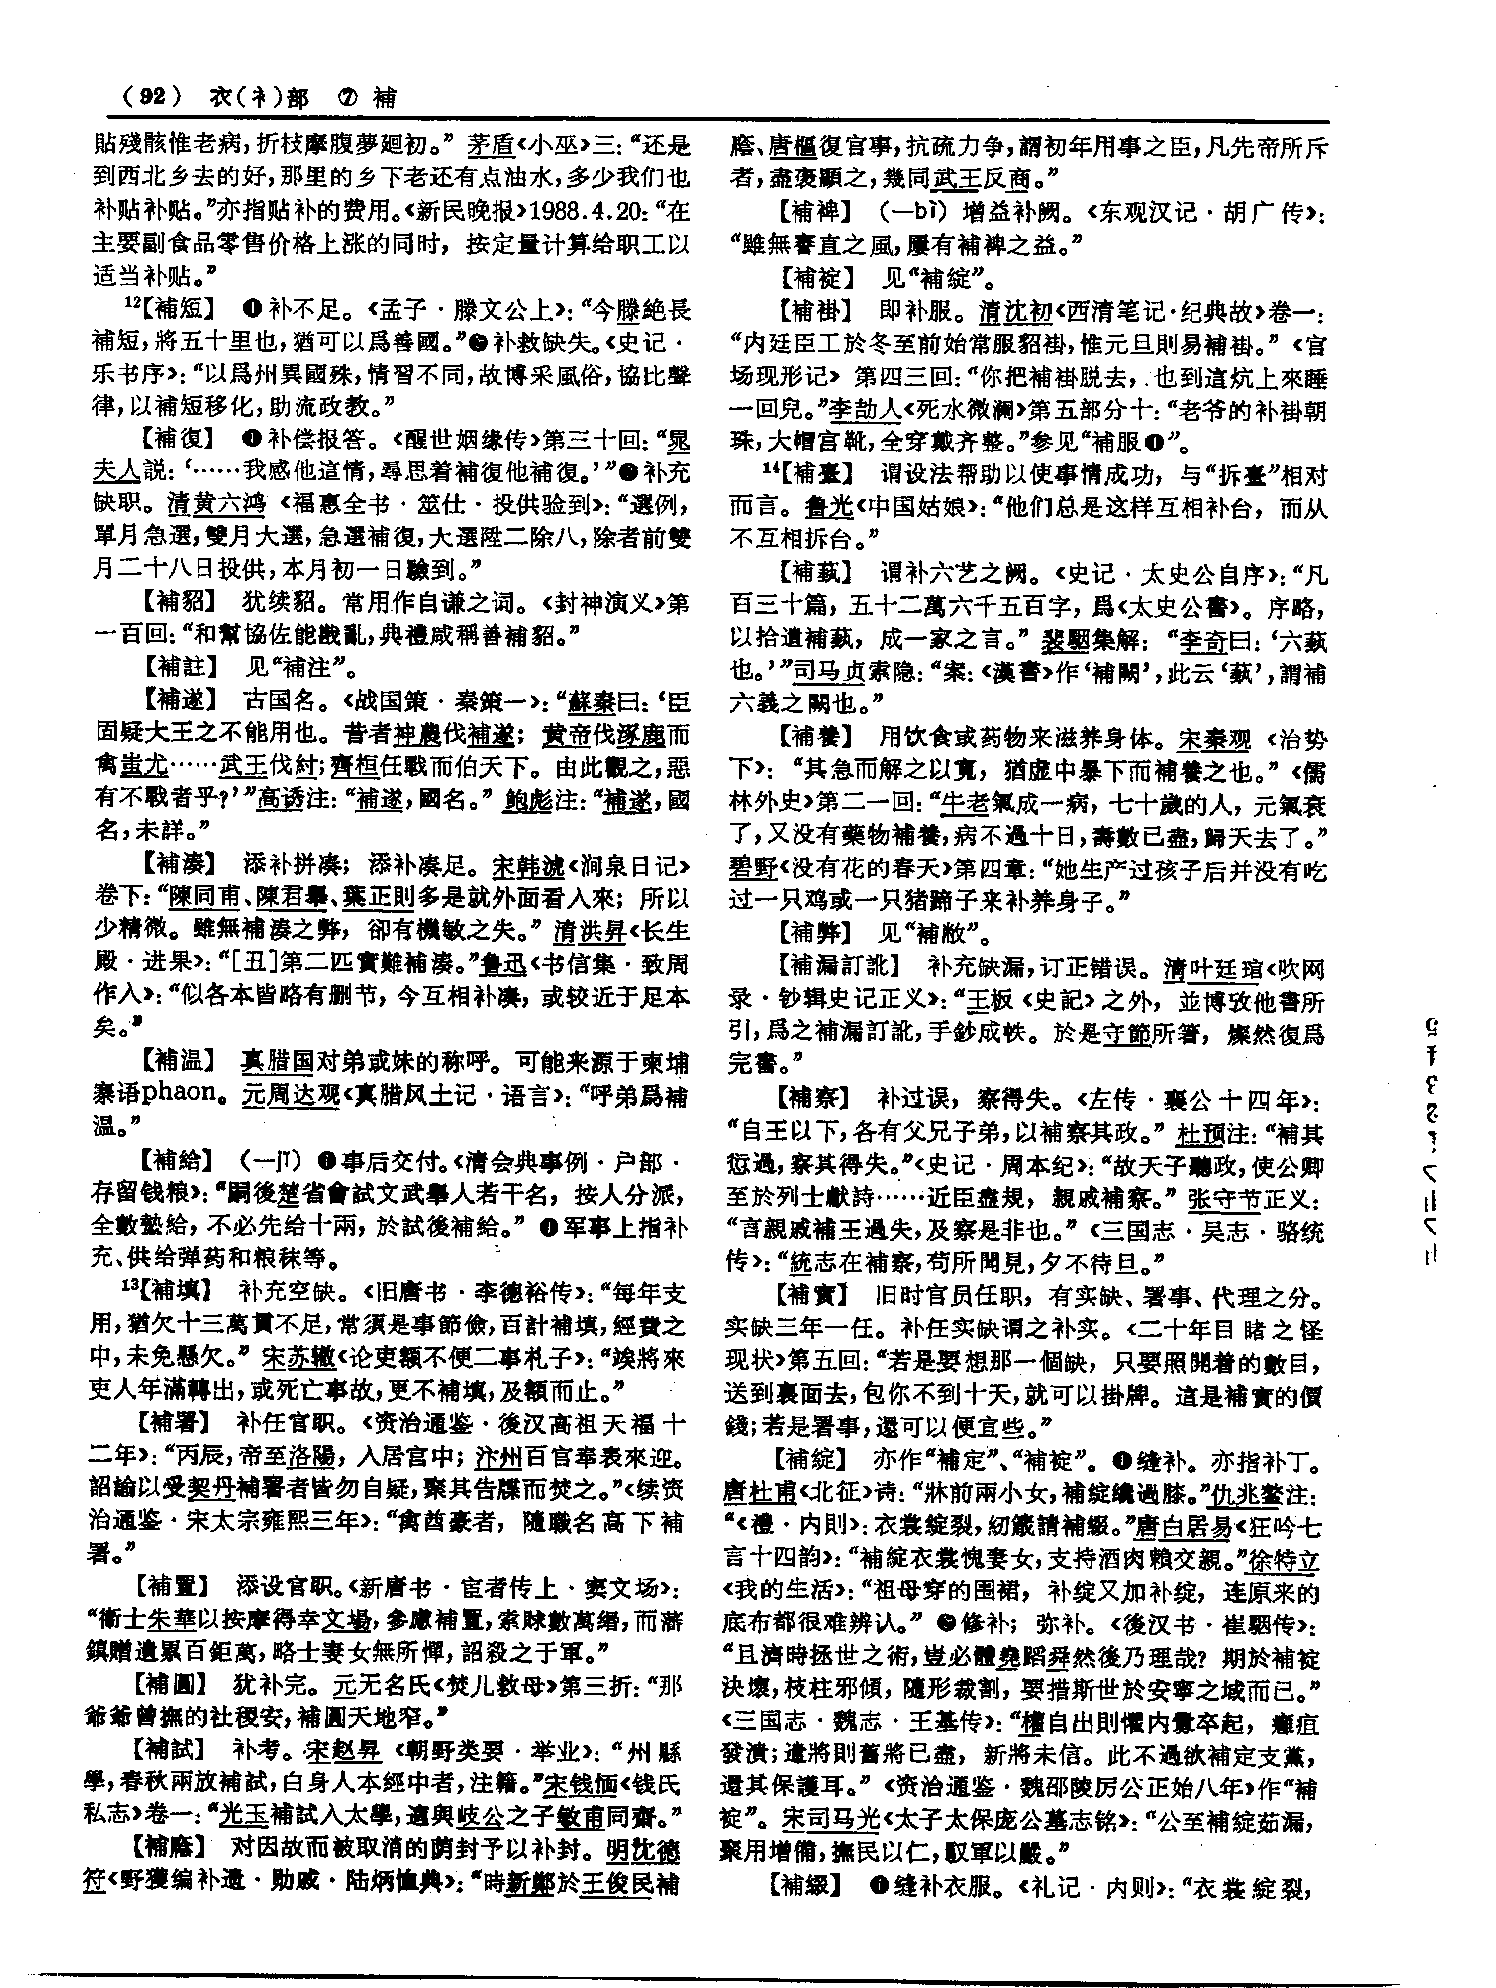 (92) 衣(衤)部 ⑦ 補
貼殘骸惟老病，折枝摩腹夢廻初。” 茅盾《小巫》三：“还是
到西北乡去的好，那里的乡下老还有点油水，多少我们也
补贴补贴。”亦指贴补的费用。《新民晚报》1988.4.20：“在
主要副食品零售价格上涨的同时，按定量计算给职工以
适当补贴。”
12【補短】 ❶补不足。《孟子·滕文公上》：“今滕絶長
補短，將五十里也，猶可以爲善國。”❷补救缺失。《史记·
乐书序》：“以爲州異國殊，情習不同，故博采風俗，協比聲
律，以補短移化，助流政教。”
【補復】 ❶补偿报答。《醒世姻缘传》第三十回：“晁
夫人説：‘……我感他這情，尋思着補復他補復。’”❷补充
缺职。清黄六鸿《福惠全书·筮仕·投供验到》：“選例，
單月急選，雙月大選，急選補復，大選陞二除八，除者前雙
月二十八日投供，本月初一日驗到。”
【補貂】 犹续貂。常用作自谦之词。《封神演义》第
一百回：“和幫協佐能戡亂，典禮咸稱善補貂。”
【補註】 见“補注”。
【補遂】 古国名。《战国策·秦策一》：“蘇秦曰：‘臣
固疑大王之不能用也。昔者神農伐補遂；黄帝伐涿鹿而
禽蚩尤……武王伐紂；齊桓任戰而伯天下。由此觀之，惡
有不戰者乎？’”高诱注：“補遂，國名。” 鲍彪注：“補遂，國
名，未詳。”
【補凑】 添补拼凑；添补凑足。宋韩淲《涧泉日记》
卷下：“陳同甫、陳君舉、葉正則多是就外面看入來；所以
少精微。雖無補湊之弊，卻有機敏之失。” 清洪昇《长生
殿·进果》：“[丑]第二匹實難補湊。”鲁迅《书信集·致周
作人》：“似各本皆略有删节，今互相补凑，或较近于足本
矣。”
【補温】 真腊国对弟或妹的称呼。可能来源于柬埔
寨语phaon。元周达观《真腊风土记·语言》：“呼弟爲補
温。”
【補給】 （—jǐ）❶事后交付。《清会典事例·户部·
存留钱粮》：“嗣後楚省會試文武舉人若干名，按人分派，
全數墊給，不必先给十兩，於試後補給。” ❷军事上指补
充、供给弹药和粮秣等。
13【補填】 补充空缺。《旧唐书·李德裕传》：“每年支
用，猶欠十三萬貫不足，常須是事節儉，百計補填，經費之
中，未免懸欠。” 宋苏辙《论吏额不便二事札子》：“竢將來
吏人年滿轉出，或死亡事故，更不補填，及額而止。”
【補署】 补任官职。《资治通鉴·後汉高祖天福十
二年》：“丙辰，帝至洛陽，入居宫中；汴州百官奉表來迎。
詔諭以受契丹補署者皆勿自疑，聚其告牒而焚之。”《续资
治通鉴·宋太宗雍熙三年》：“禽酋豪者，隨職名高下補
署。”
【補置】 添设官职。《新唐书·宦者传上·窦文场》：
“衞士朱華以按摩得幸文場，參慮補置，索賕數萬緡，而藩
鎮贈遺累百鉅萬，略士妻女無所憚，詔殺之于軍。”
【補圓】 犹补完。元无名氏《焚儿救母》第三折：“那
爺爺曾撫的社稷安，補圓天地窄。”
【補試】 补考。宋赵昇《朝野类要·举业》：“州縣
學，春秋兩放補試，白身人本經中者，注籍。”宋钱愐《钱氏
私志》卷一：“光玉補試入太學，適與歧公之子敏甫同齋。”
【補廕】 对因故而被取消的荫封予以补封。明沈德
符《野獲编补遗·勋戚·陆炳恤典》：“時新鄭於王俊民補
廕、唐樞復官事，抗疏力争，謂初年用事之臣，凡先帝所斥
者，盡褒顯之，幾同武王反商。”
【補裨】 （—bì）增益补阙。《东观汉记·胡广传》：
“雖無謇直之風，屢有補裨之益。”
【補䘺】 见“補綻”。
【補褂】 即补服。清沈初《西清笔记·纪典故》卷一：
“内廷臣工於冬至前始常服貂褂，惟元旦則易補褂。”《官
场现形记》第四三回：“你把補褂脱去，也到這炕上來睡
一回兒。”李劼人《死水微澜》第五部分十：“老爷的补褂朝
珠，大帽宫靴，全穿戴齐整。”参见“補服❶”。
14【補臺】 谓设法帮助以使事情成功，与“拆臺”相对
而言。鲁光《中国姑娘》：“他们总是这样互相补台，而从
不互相拆台。”
【補蓺】 谓补六艺之阙。《史记·太史公自序》：“凡
百三十篇，五十二萬六千五百字，爲《太史公書》。序略，
以拾遺補蓺，成一家之言。” 裴駰集解：“李奇曰：‘六蓺
也。’”司马贞索隐：“案：《漢書》作‘補闕’，此云‘蓺’，謂補
六義之闕也。”
【補養】 用饮食或药物来滋养身体。宋秦观《治势
下》：“其急而解之以寬，猶虚中暴下而補養之也。”《儒
林外史》第二一回：“牛老氣成一病，七十歲的人，元氣衰
了，又没有藥物補養，病不過十日，壽數已盡，歸天去了。”
碧野《没有花的春天》第四章：“她生产过孩子后并没有吃
过一只鸡或一只猪蹄子来补养身子。”
【補弊】 见“補敝”。
【補漏訂訛】 补充缺漏，订正错误。清叶廷琯《吹网
录·钞辑史记正义》：“王板《史記》之外，並博攷他書所
引，爲之補漏訂訛，手鈔成帙。於是守節所箸，燦然復爲
完書。”
【補察】 补过误，察得失。《左传·襄公十四年》：
“自王以下，各有父兄子弟，以補察其政。” 杜预注：“補其
愆過，察其得失。”《史记·周本纪》：“故天子聽政，使公卿
至於列士獻詩……近臣盡規，親戚補察。” 张守节正义：
“言親戚補王過失，及察是非也。”《三国志·吴志·骆统
传》：“統志在補察，苟所聞見，夕不待旦。”
【補實】 旧时官员任职，有实缺、署事、代理之分。
实缺三年一任。补任实缺谓之补实。《二十年目睹之怪
现状》第五回：“若是要想那一個缺，只要照開着的數目，
送到裏面去，包你不到十天，就可以掛牌。這是補實的價
錢；若是署事，還可以便宜些。”
【補綻】 亦作“補定”、“補䘺”。❶缝补。亦指补丁。
唐杜甫《北征》诗：“牀前兩小女，補綻纔過膝。”仇兆鳌注：
“《禮·内則》：衣裳綻裂，紉箴請補綴。”唐白居易《狂吟七
言十四韵》：“補綻衣裳愧妻女，支持酒肉賴交親。”徐特立
《我的生活》：“祖母穿的围裙，补绽又加补绽，连原来的
底布都很难辨认。” ❷修补；弥补。《後汉书·崔駰传》：
“且濟時拯世之術，豈必體堯蹈舜然後乃理哉？期於補䘺
決壞，枝柱邪傾，隨形裁割，要措斯世於安寧之域而已。”
《三国志·魏志·王基传》：“權自出則懼内釁卒起，癰疽
發潰；遣將則舊將已盡，新將未信。此不過欲補定支黨，
還其保護耳。”《资治通鉴·魏邵陵厉公正始八年》作“補
䘺”。宋司马光《太子太保庞公墓志铭》：“公至補綻茹漏，
聚用增備，撫民以仁，馭軍以嚴。”
【補綴】 ❶缝补衣服。《礼记·内则》：“衣裳綻裂，